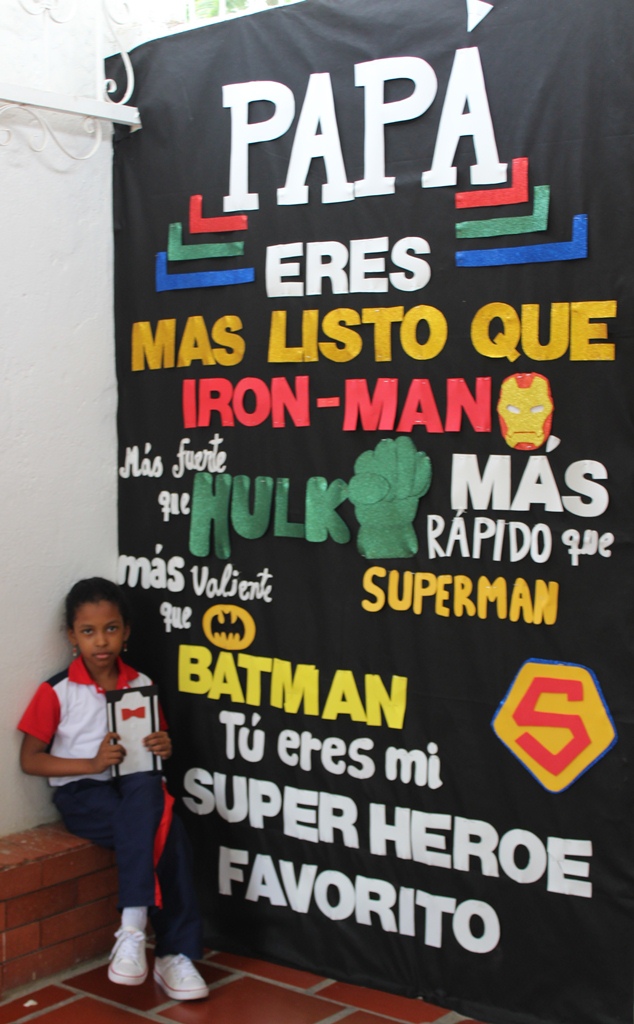 PAPÁ
ERES
MAS LISTO QUE
IRON-MAN
Más fuerte
que
HULK
MÁS
RÁPIDO que
SUPERMAN
más Valiente
que
BATMAN
S
Tú eres mi
SUPER HEROE
FAVORITO